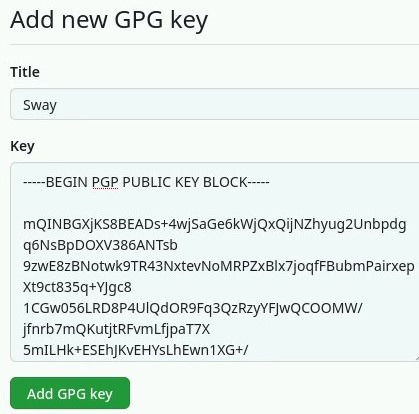 Add new GPG key
Title
Sway
Key
-----BEGIN PGP PUBLIC KEY BLOCK-----
mQINBGXjKS8BEADs+4wjSaGe6kWjQxQijNZhyug2Unbpdg
q6NsBpDOXV386ANTsb
9zwE8zBNotwk9TR43NxtevNoMRPZxBlx7joqfFBubmPairxep
Xt9ct835q+YJgc8
1CGw056LRD8P4UlQdOR9Fq3QzRzyYFJwQCOOMW/
jfnrb7mQKutjtRFvmLfjpaT7X
5mILHk+ESEhJKvEHYsLhEwn1XG+/
Add GPG key